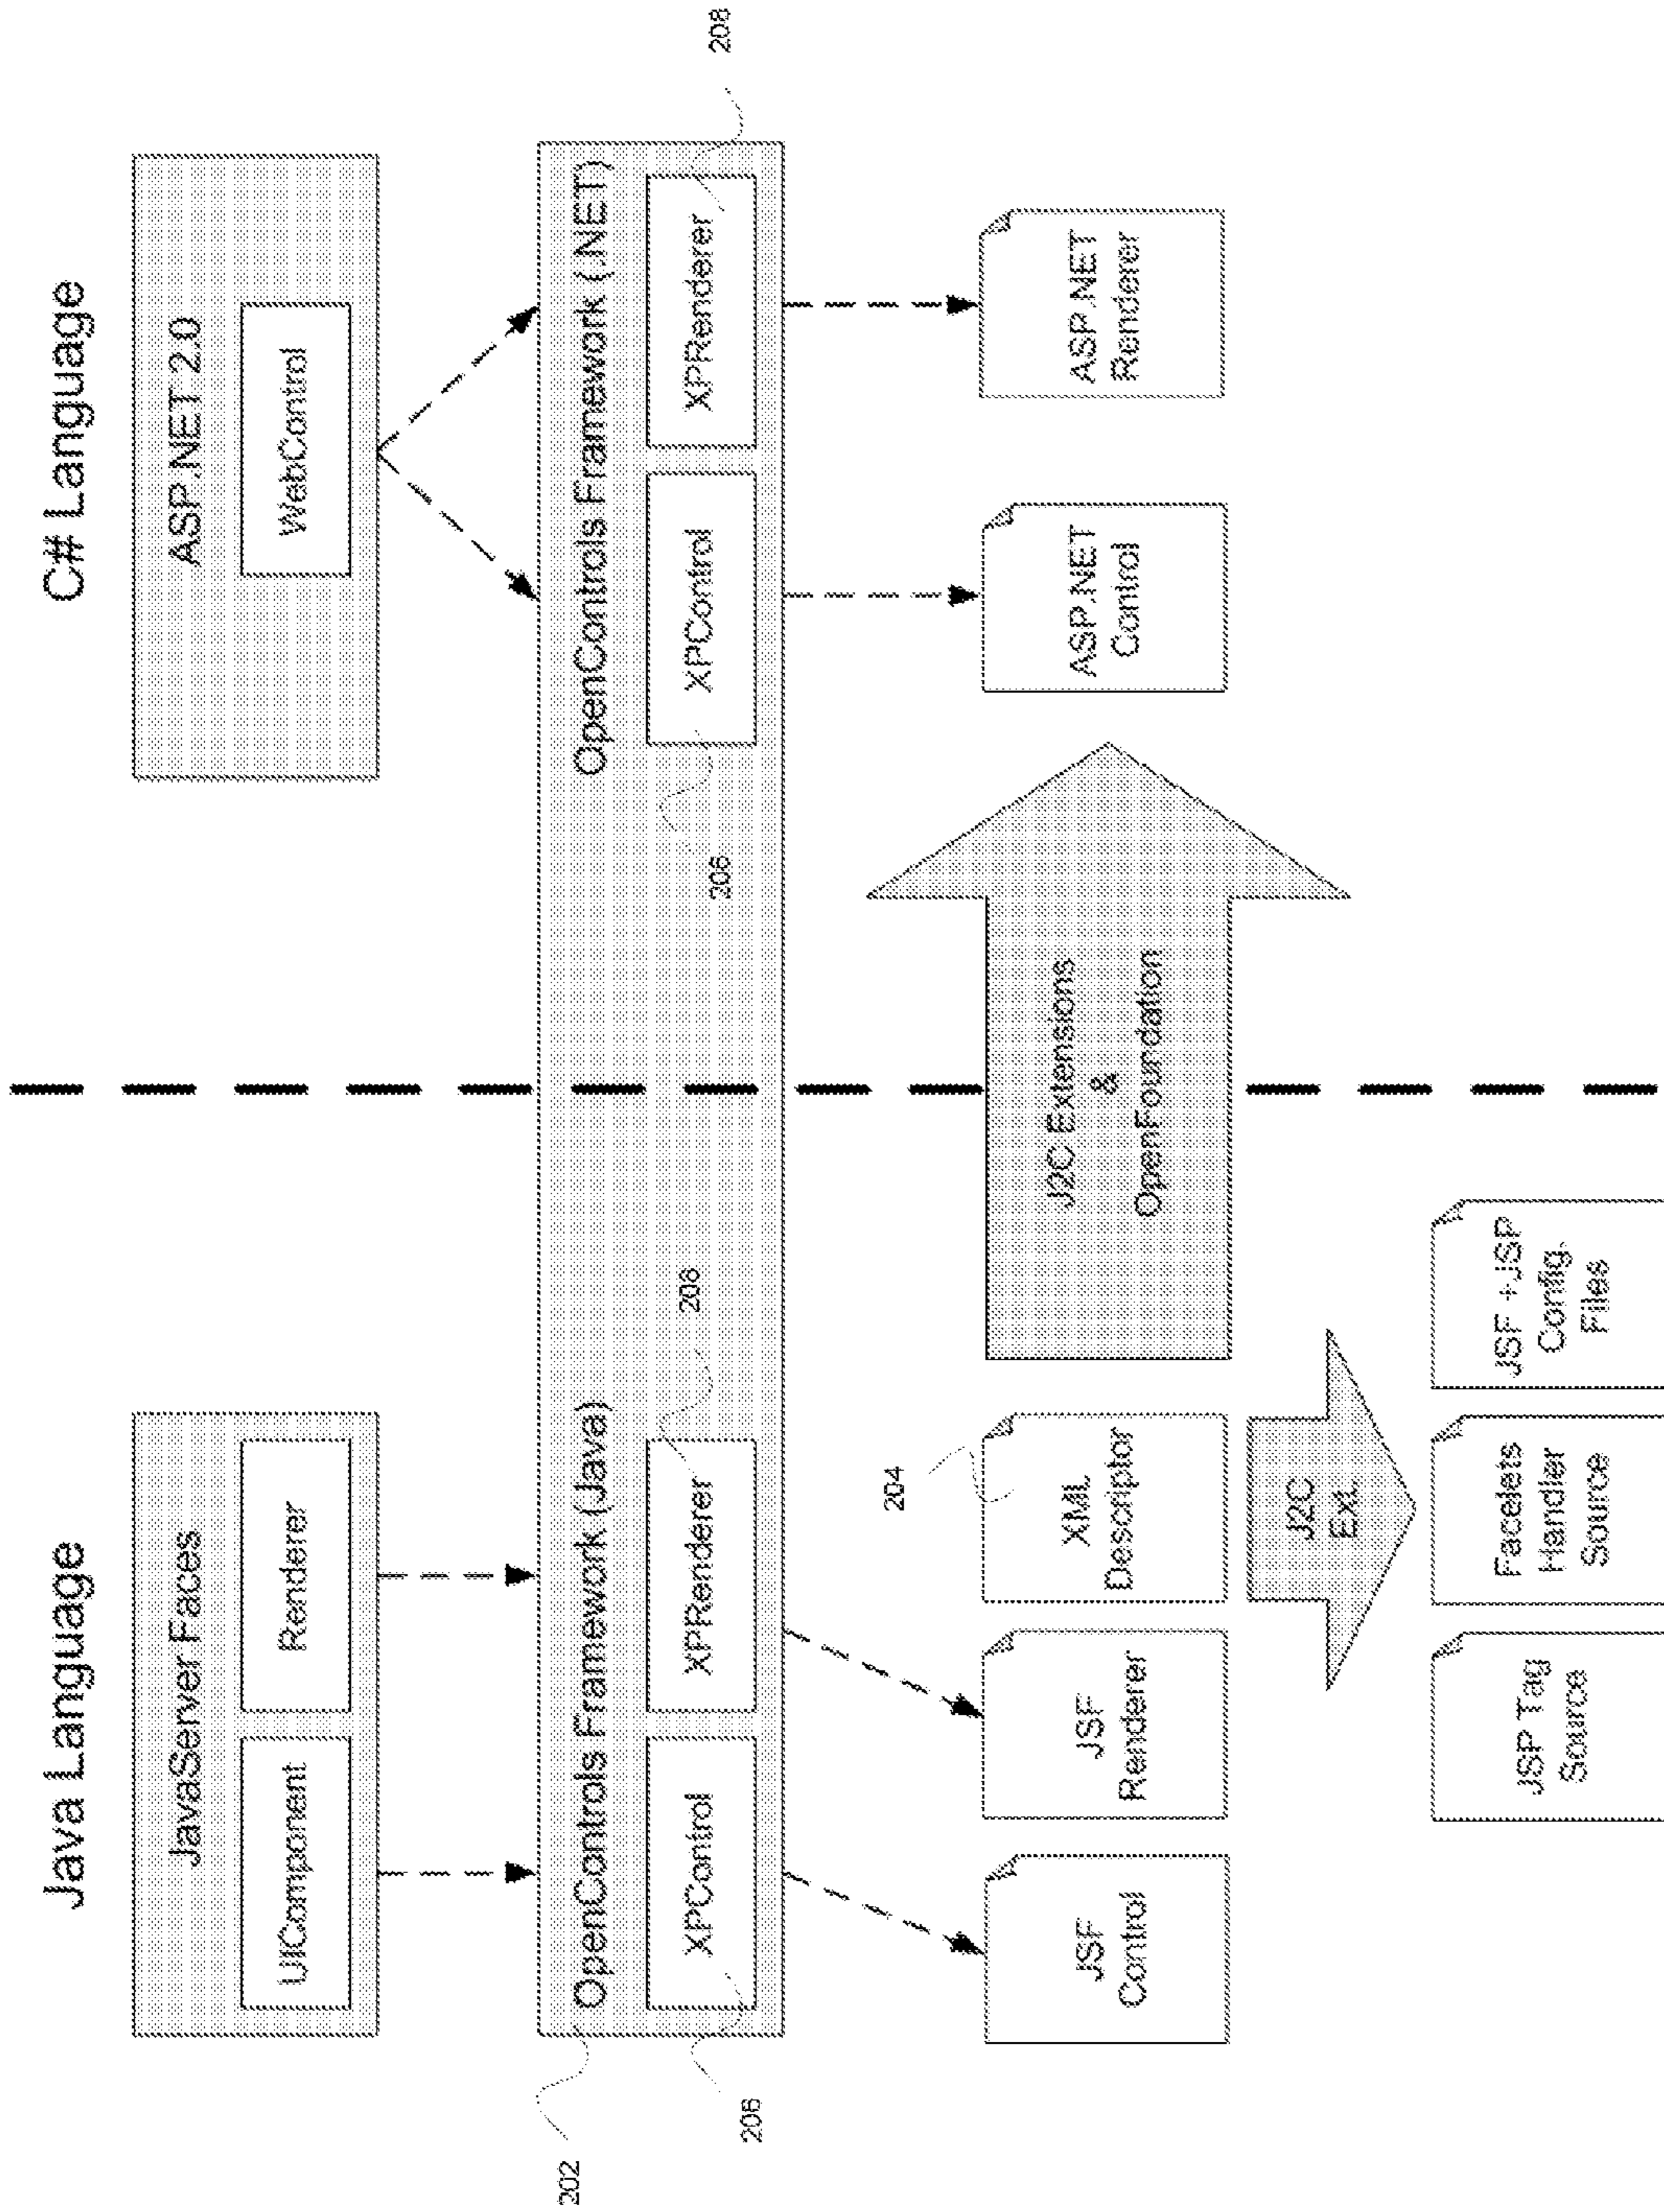 Java Language
C# Language
JavaServer Faces
UIComponent
Renderer
ASP.NET 2.0
WebControl
OpenControls Framework (Java)
XPControl
XPRenderer
OpenControls Framework (.NET)
XPControl
XPRenderer
202
206
208
206
208
JSF
Control
JSF
Renderer
XML
Descriptor
204
J2C Extensions
&
OpenFoundation
ASP.NET
Control
ASP.NET
Renderer
J2C
Ext.
JSP Tag
Source
Facelets
Handler
Source
JSF +JSP
Config.
Files